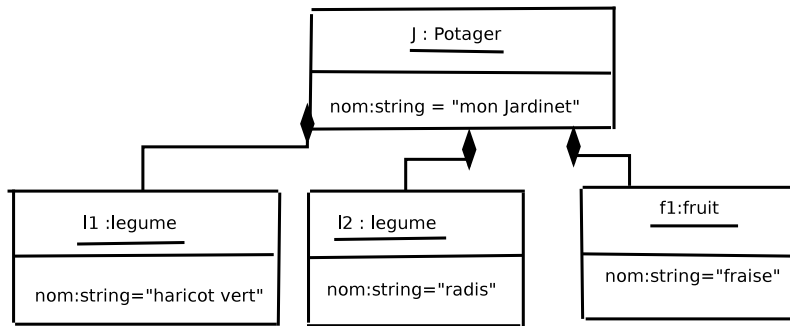 J : Potager
nom:string = "mon Jardinet"
l1 :legume
nom:string="haricot vert"
l2 : legume
nom:string="radis"
f1:fruit
nom:string="fraise"